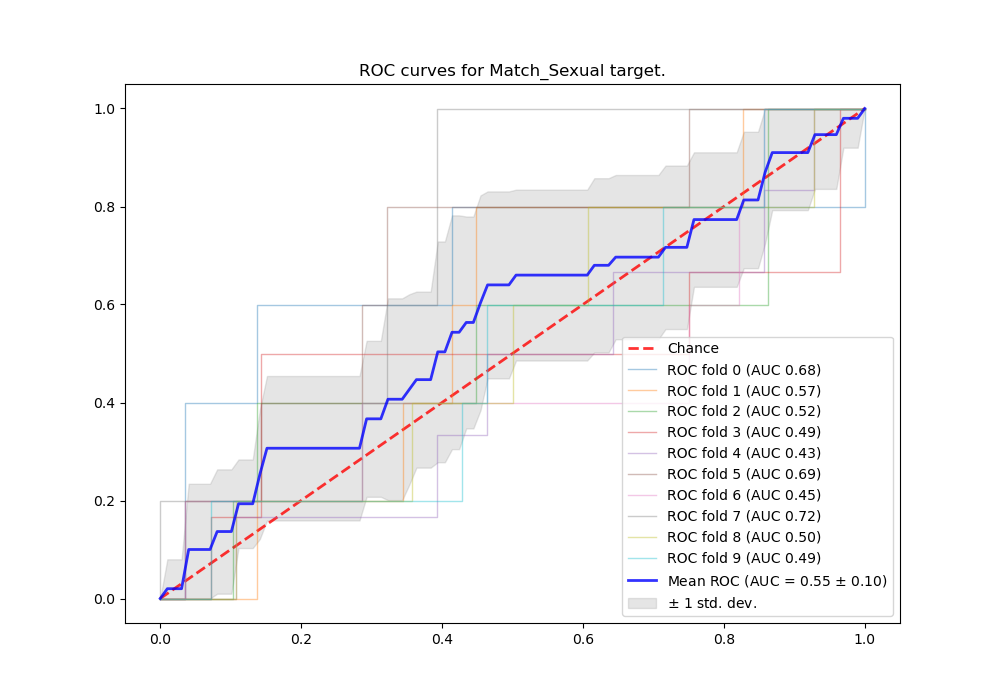 ROC curves for Match_Sexual target.
1.0
0.8
0.6
0.4
0.2
0.0
0.0 0.2 0.4 0.6 0.8 1.0
Chance
ROC fold 0 (AUC 0.68)
ROC fold 1 (AUC 0.57)
ROC fold 2 (AUC 0.52)
ROC fold 3 (AUC 0.49)
ROC fold 4 (AUC 0.43)
ROC fold 5 (AUC 0.69)
ROC fold 6 (AUC 0.45)
ROC fold 7 (AUC 0.72)
ROC fold 8 (AUC 0.50)
ROC fold 9 (AUC 0.49)
Mean ROC (AUC = 0.55 ± 0.10)
± 1 std. dev.